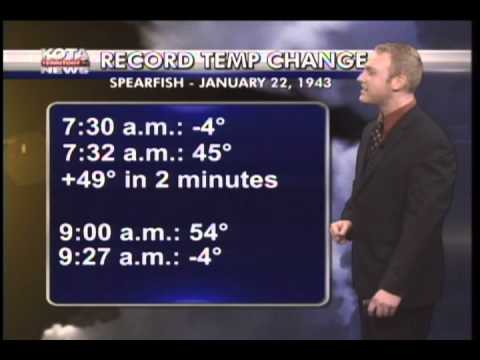 KOTA
TERRITORY
NEWS
RECORD TEMP CHANGE
SPEARFISH - JANUARY 22, 1943
7:30 a.m.: -4°
7:32 a.m.: 45°
+49° in 2 minutes
9:00 a.m.: 54°
9:27 a.m.: -4°